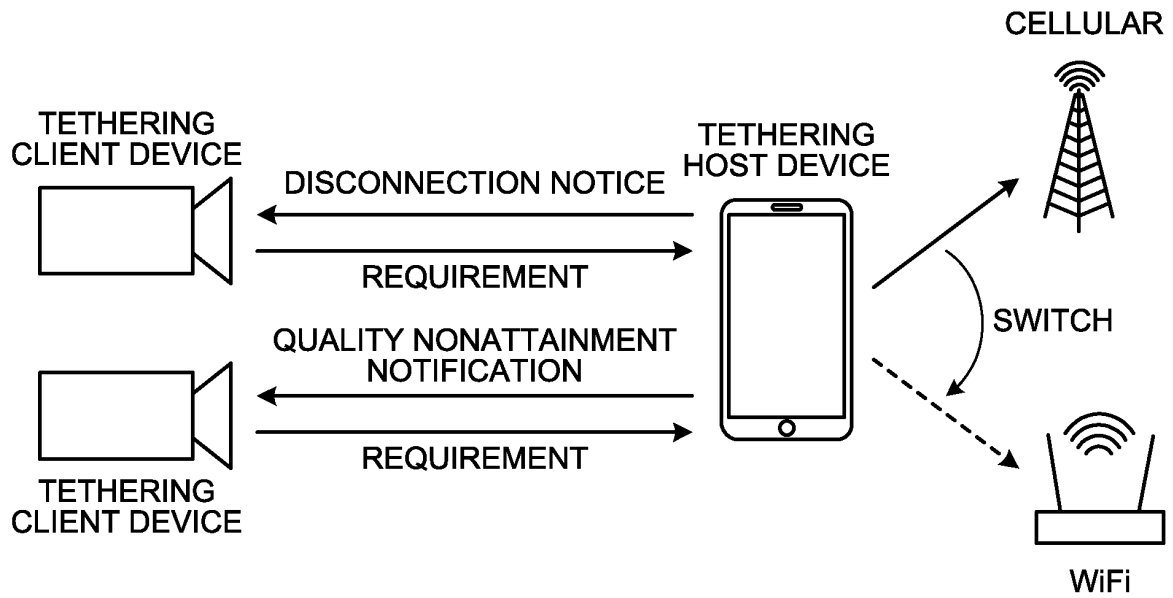 CELLULAR
TETHERING
CLIENT DEVICE
TETHERING
HOST DEVICE
DISCONNECTION NOTICE
REQUIREMENT
SWITCH
QUALITY NONATTAINMENT
NOTIFICATION
REQUIREMENT
TETHERING
CLIENT DEVICE
WiFi